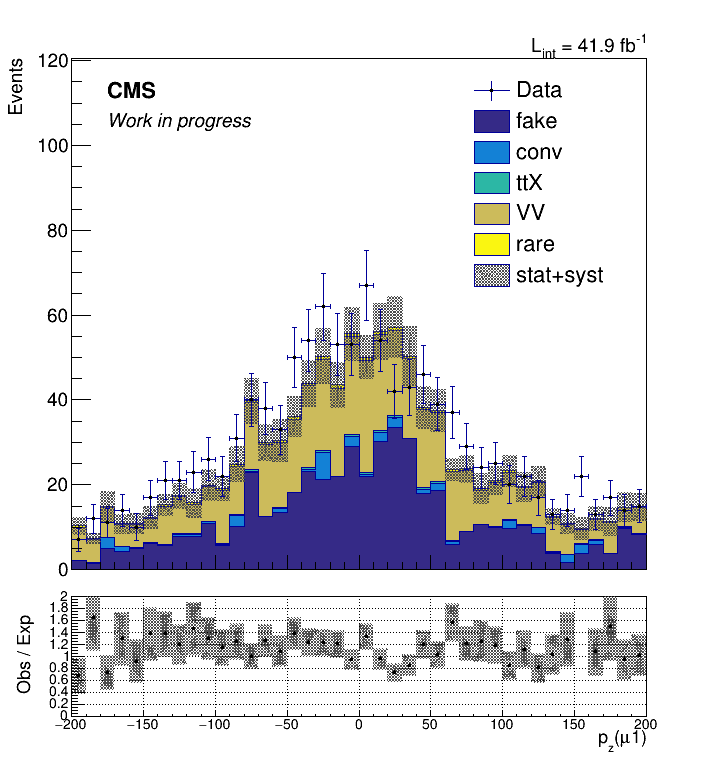 L_int = 41.9 fb^-1
Events
120
100
80
60
40
20
0
CMS
Work in progress
Data
fake
conv
ttX
VV
rare
stat+syst
Obs / Exp
2
1.8
1.6
1.4
1.2
1
0.8
0.6
0.4
0.2
0
−200 −150 −100 −50 0 50 100 150 200
p_z(μ1)